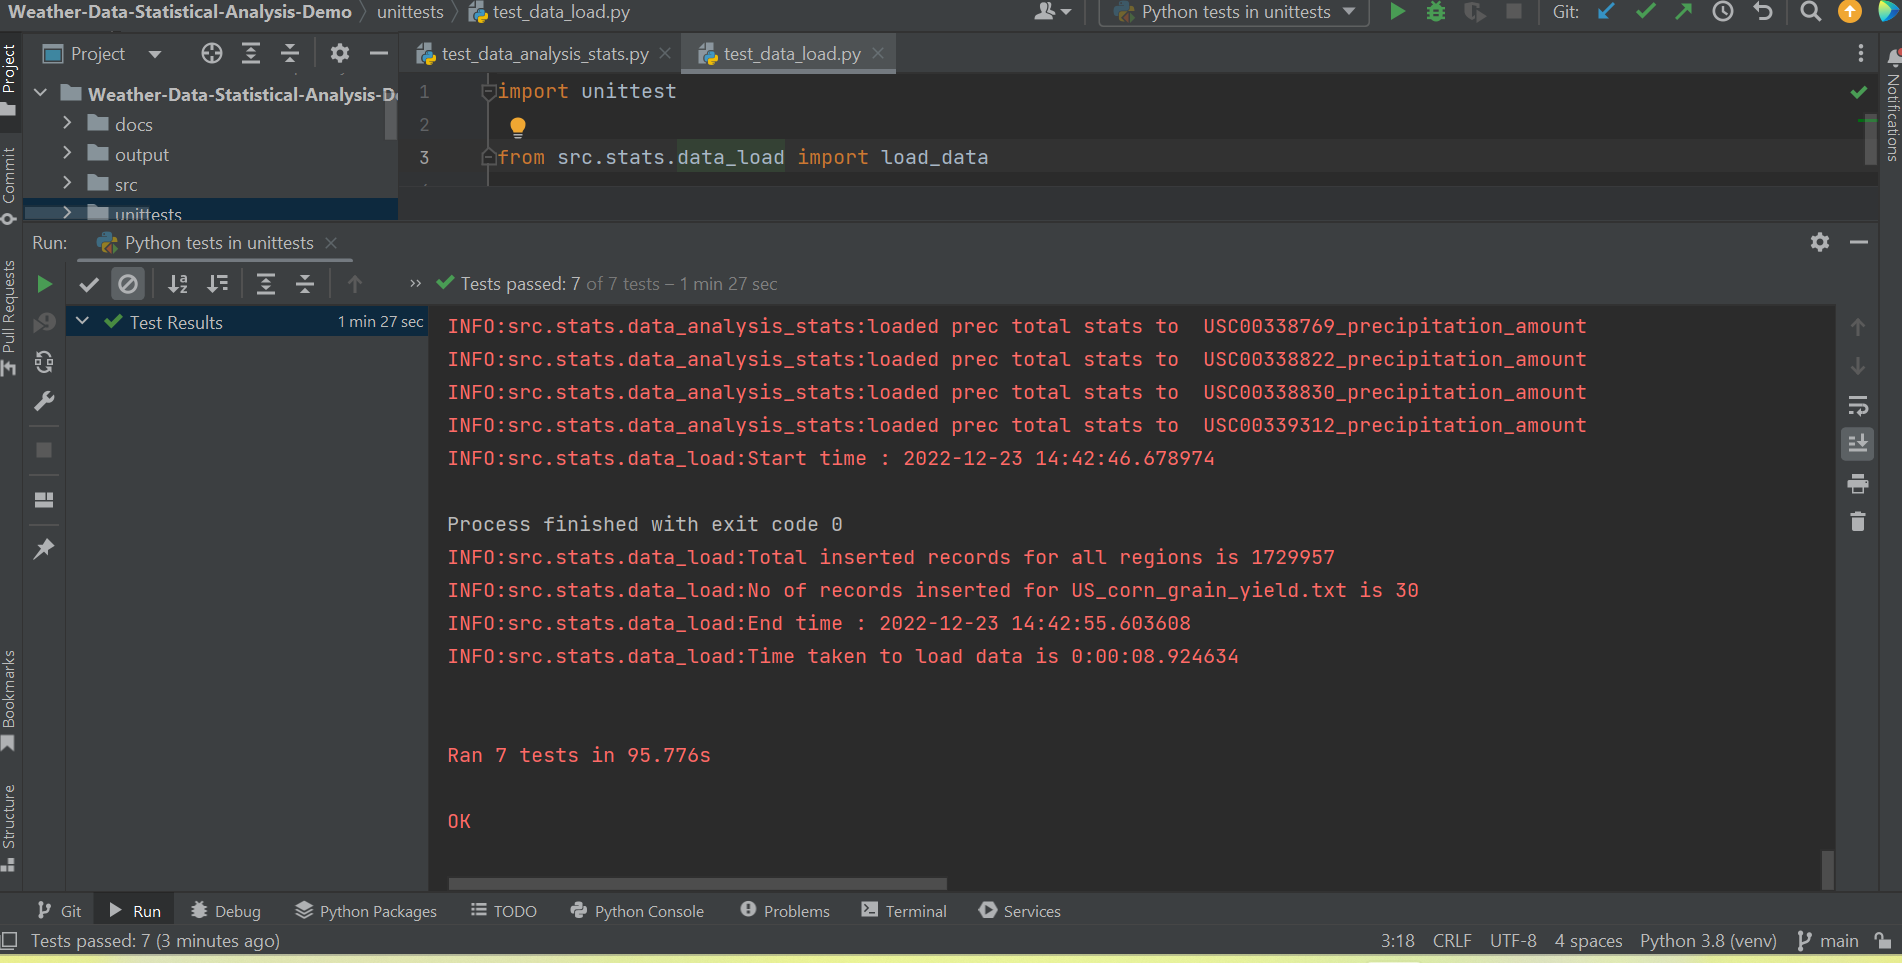 Weather-Data-Statistical-Analysis-Demo unittests test_data_load.py Python tests in unittests Git:
Project
Commit
Pull Requests
Bookmarks
Structure
Project
Weather-Data-Statistical-Analysis-D
docs
output
src
unittests
test_data_analysis_stats.py test_data_load.py
1 import unittest
2
3 from src.stats.data_load import load_data
Notifications
Run: Python tests in unittests
Tests passed: 7 of 7 tests – 1 min 27 sec
Test Results 1 min 27 sec
INFO:src.stats.data_analysis_stats:loaded prec total stats to  USC00338769_precipitation_amount
INFO:src.stats.data_analysis_stats:loaded prec total stats to  USC00338822_precipitation_amount
INFO:src.stats.data_analysis_stats:loaded prec total stats to  USC00338830_precipitation_amount
INFO:src.stats.data_analysis_stats:loaded prec total stats to  USC00339312_precipitation_amount
INFO:src.stats.data_load:Start time : 2022-12-23 14:42:46.678974
Process finished with exit code 0
INFO:src.stats.data_load:Total inserted records for all regions is 1729957
INFO:src.stats.data_load:No of records inserted for US_corn_grain_yield.txt is 30
INFO:src.stats.data_load:End time : 2022-12-23 14:42:55.603608
INFO:src.stats.data_load:Time taken to load data is 0:00:08.924634
Ran 7 tests in 95.776s
OK
Git Run Debug Python Packages TODO Python Console Problems Terminal Services
Tests passed: 7 (3 minutes ago) 3:18 CRLF UTF-8 4 spaces Python 3.8 (venv) main